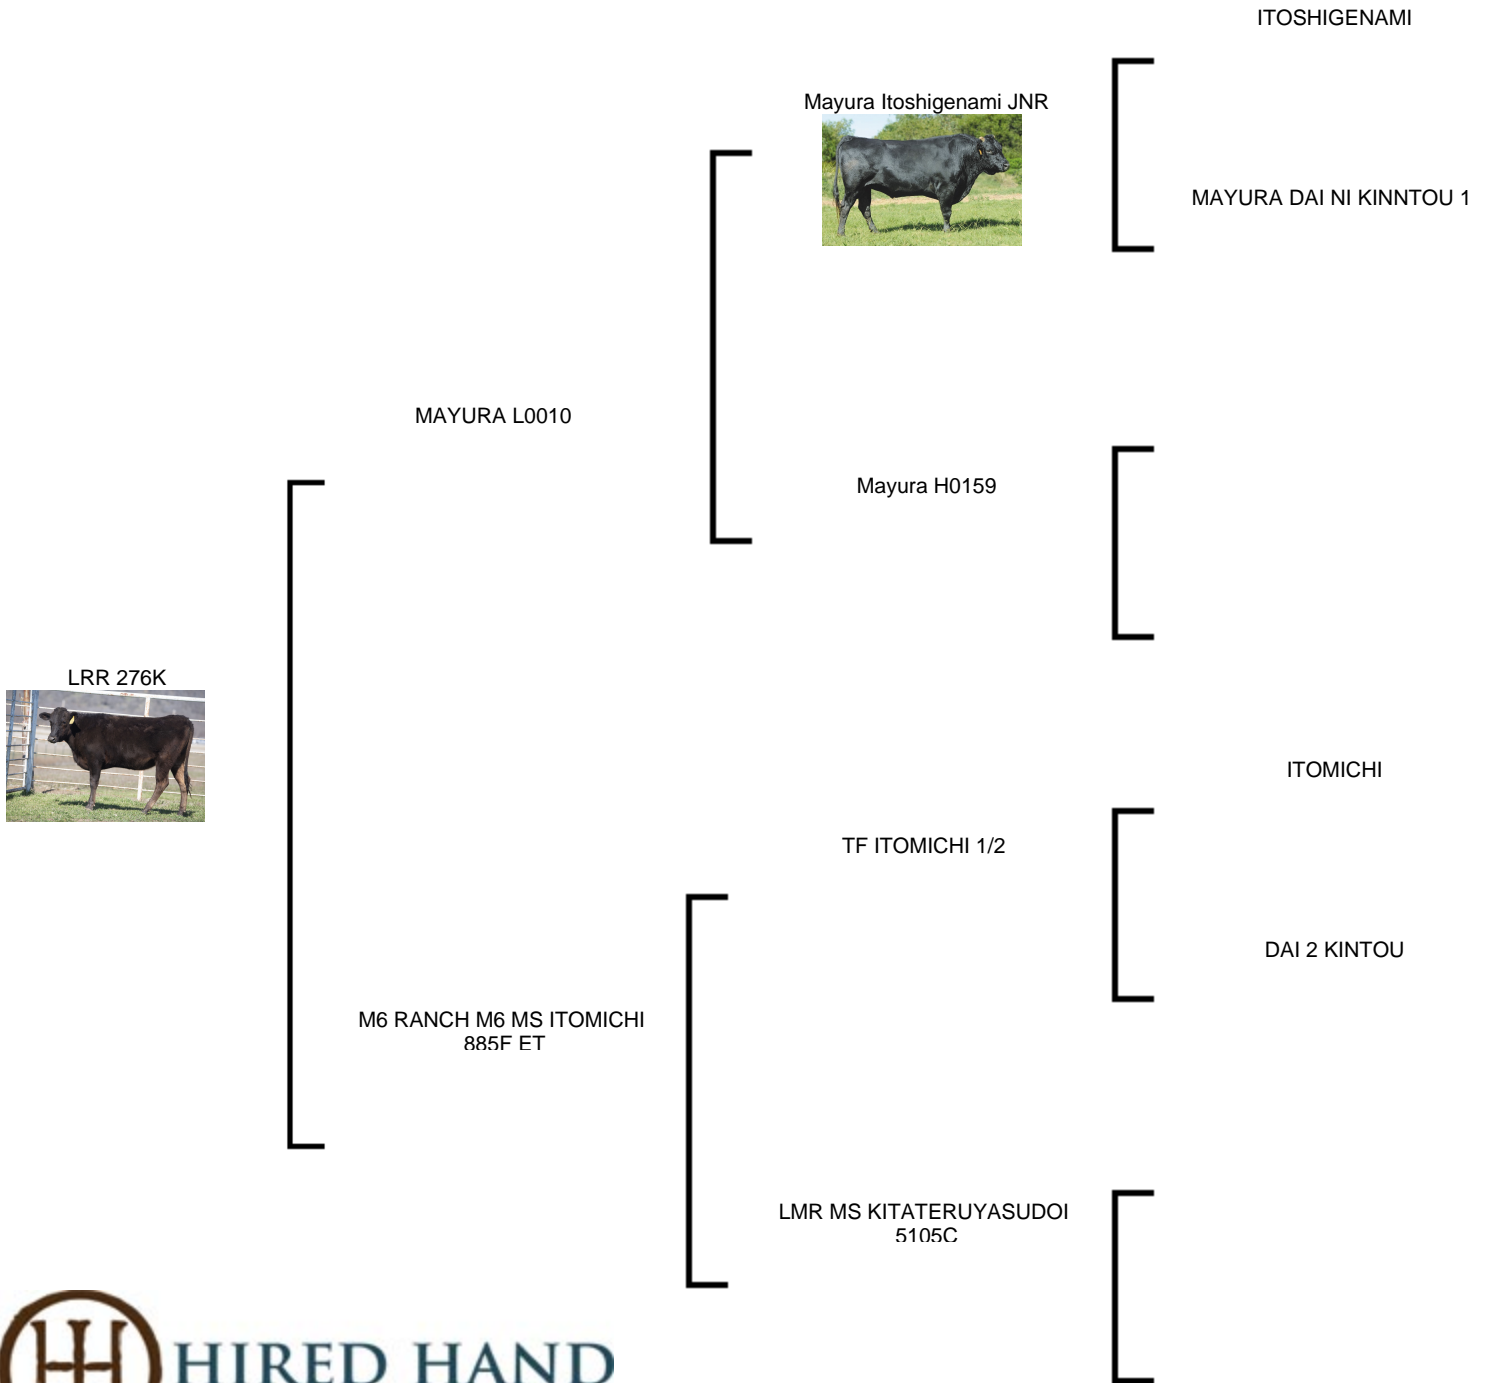 ITOSHIGENAMI
Mayura Itoshigenami JNR
MAYURA DAI NI KINNTOU 1
MAYURA L0010
Mayura H0159
LRR 276K
ITOMICHI
TF ITOMICHI 1/2
DAI 2 KINTOU
M6 RANCH M6 MS ITOMICHI
885F ET
LMR MS KITATERUYASUDOI
5105C
HIRED HAND